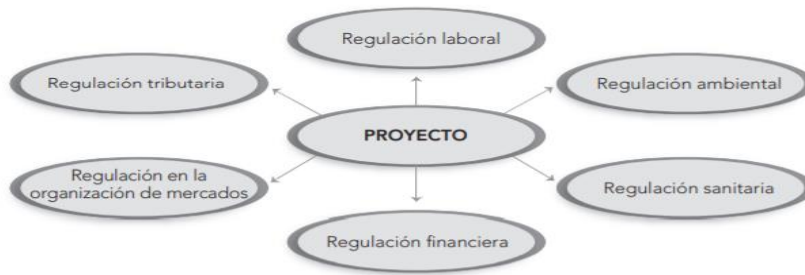 Regulación laboral
Regulación tributaria
Regulación ambiental
PROYECTO
Regulación en la
organización de mercados
Regulación sanitaria
Regulación financiera